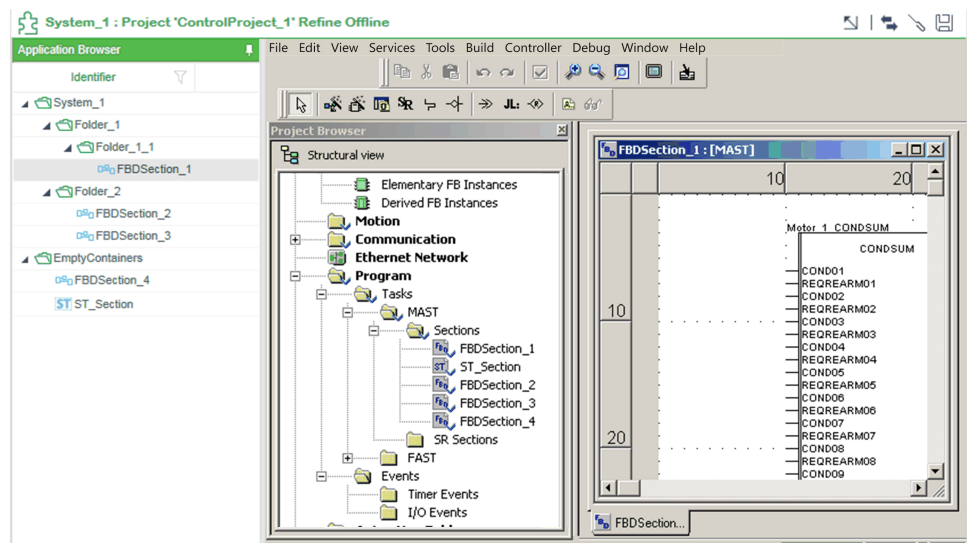 System_1 : Project 'ControlProject_1' Refine Offline
Application Browser
Identifier
System_1
Folder_1
Folder_1_1
FBDSection_1
Folder_2
FBDSection_2
FBDSection_3
EmptyContainers
FBDSection_4
ST ST_Section
File Edit View Services Tools Build Controller Debug Window Help
SR JL:
Project Browser
Structural view
Elementary FB Instances
Derived FB Instances
Motion
Communication
Ethernet Network
Program
Tasks
MAST
Sections
FBDSection_1
ST_Section
FBDSection_2
FBDSection_3
FBDSection_4
SR Sections
FAST
Events
Timer Events
I/O Events
FBDSection_1 : [MAST]
10 20
Motor_1_CONDSUM
CONDSUM
COND01
REQREARM01
COND02
10 REQREARM02
COND03
REQREARM03
COND04
REQREARM04
COND05
REQREARM05
COND06
REQREARM06
COND07
20 REQREARM07
COND08
REQREARM08
COND09
FBDSection...